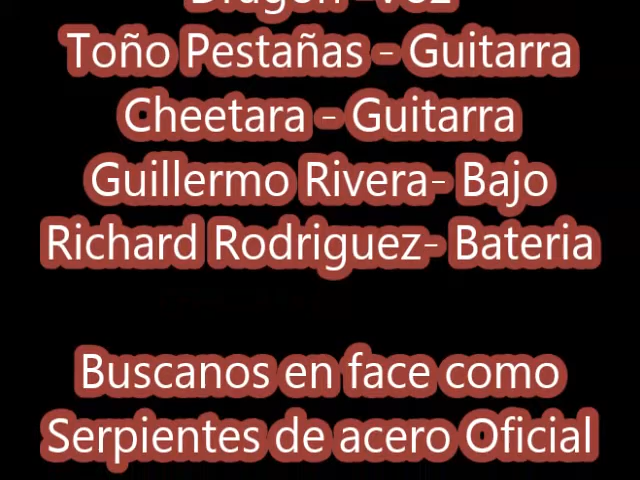 Toño Pestañas - Guitarra
Cheetara - Guitarra
Guillermo Rivera- Bajo
Richard Rodriguez- Bateria
Buscanos en face como
Serpientes de acero Oficial